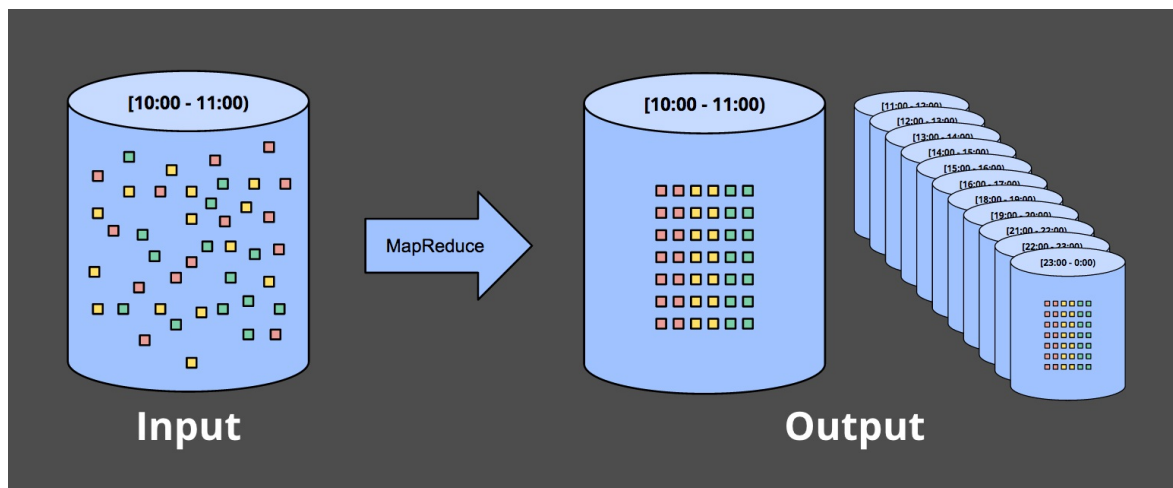 [10:00 - 11:00)
MapReduce
Input
[10:00 - 11:00)
[11:00 - 12:00)
[12:00 - 13:00)
[13:00 - 14:00)
[14:00 - 15:00)
[15:00 - 16:00)
[16:00 - 17:00)
[18:00 - 19:00)
[19:00 - 20:00)
[21:00 - 22:00)
[22:00 - 23:00)
[23:00 - 0:00)
Output